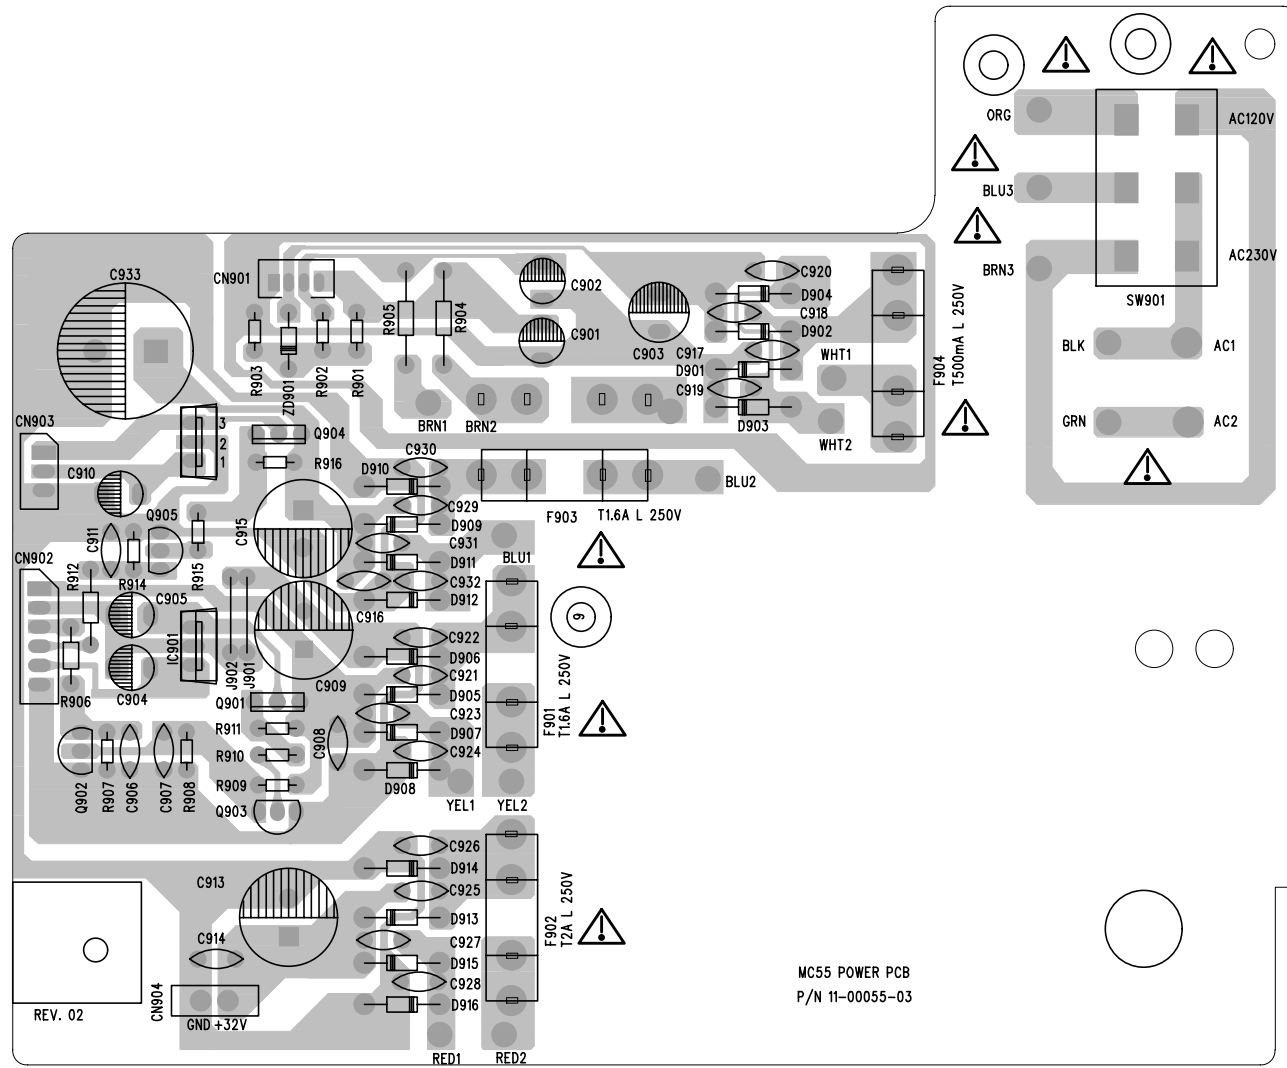 ORG
AC120V
BLU3
AC230V
BRN3
SW901
BLK
AC1
GRN
AC2
C933
CN901
C920
C902
D904
C918
D902
C901
C903
C917
D901
C919
D903
WHT1
WHT2
F904
T500mA L 250V
R905
R904
R903
ZD901
R902
R901
BRN1
BRN2
CN903
3
2
1
Q904
R916
C910
C930
D910
BLU2
C929
F903
T1.6A L 250V
Q905
C915
D909
C911
C931
D911
BLU1
CN902
R912
R914
R915
C932
D912
C905
C916
9
IC901
C922
D906
C921
J902
J901
C909
R906
C904
D905
Q901
C923
F901
T1.6A L 250V
R911
D907
C908
C924
R910
D908
R909
Q902
R907
C906
C907
R908
Q903
YEL1
YEL2
C926
D914
C913
C925
D913
F902
T2A L 250V
C914
C927
D915
C928
CN904
D916
GND +32V
REV. 02
RED1
RED2
MC55 POWER PCB
P/N 11-00055-03